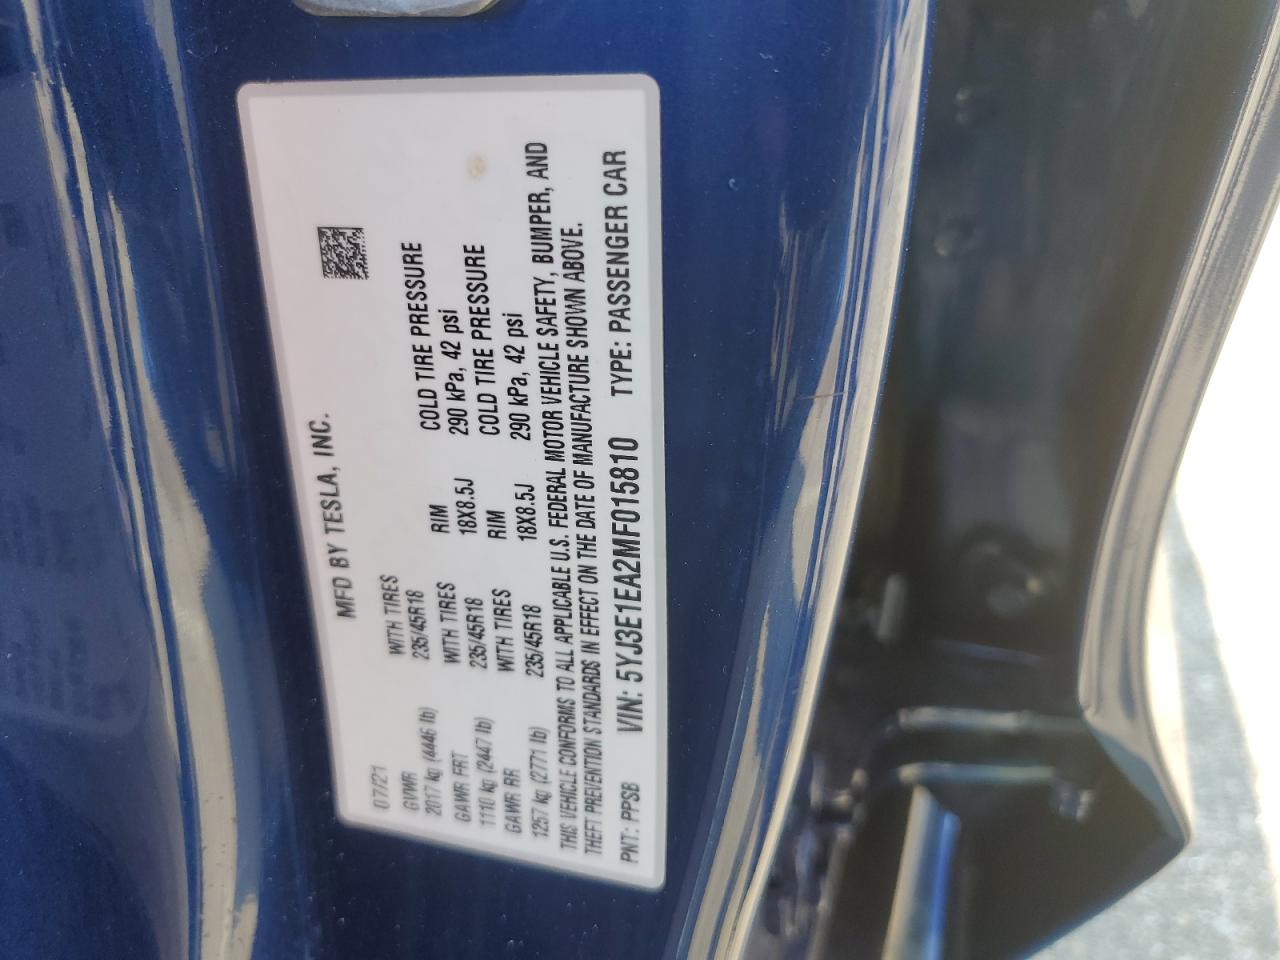 MFD BY TESLA, INC.
07/21
GVWR WITH TIRES RIM COLD TIRE PRESSURE
2017 kg (4446 lb) 235/45R18 18X8.5J 290 kPa, 42 psi
GAWR FRT WITH TIRES RIM COLD TIRE PRESSURE
1110 kg (2447 lb) 235/45R18 18X8.5J 290 kPa, 42 psi
GAWR RR WITH TIRES
1257 kg (2771 lb) 235/45R18
THIS VEHICLE CONFORMS TO ALL APPLICABLE U.S. FEDERAL MOTOR VEHICLE SAFETY, BUMPER, AND
THEFT PREVENTION STANDARDS IN EFFECT ON THE DATE OF MANUFACTURE SHOWN ABOVE.
PNT: PPSB VIN: 5YJ3E1EA2MF015810 TYPE: PASSENGER CAR